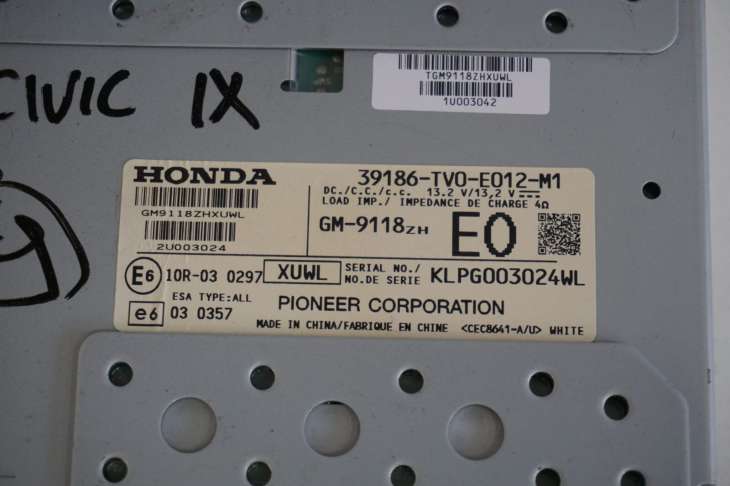 CIVIC IX
TGM9118ZHXUWL
1U003042
HONDA
39186-TV0-E012-M1
DC./C.C./c.c. 13.2 V/13,2 V
LOAD IMP./ IMPEDANCE DE CHARGE 4Ω
GM9118ZHXUWL
GM-9118ZH
E0
2U003024
E6 10R-03 0297
XUWL
SERIAL NO./
NO.DE SERIE
KLPG003024WL
ESA TYPE:ALL
e6 03 0357
PIONEER CORPORATION
MADE IN CHINA/FABRIQUE EN CHINE <CEC8641-A/U> WHITE